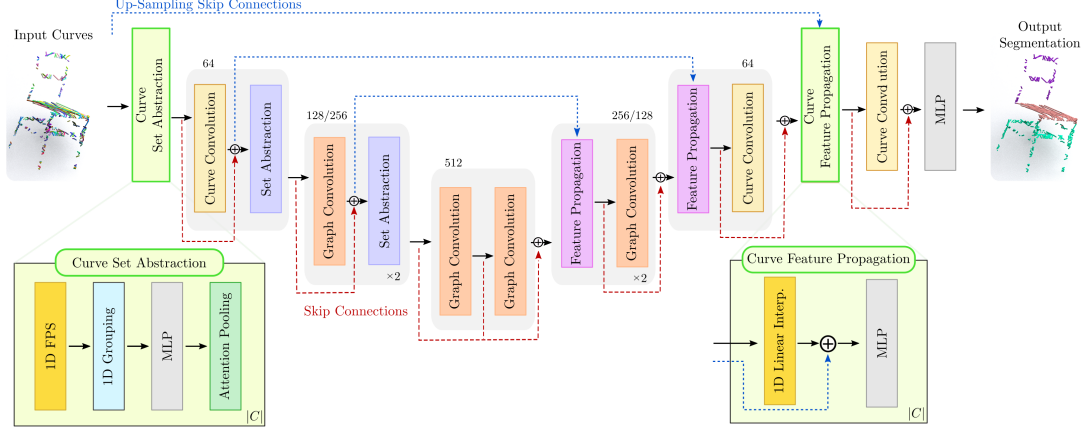 Up-Sampling Skip Connections
Input Curves
Output
Segmentation
Curve
Set Abstraction
64
Curve Convolution
Set Abstraction
128/256
Graph Convolution
Set Abstraction
×2
512
Graph Convolution
Graph Convolution
Feature Propagation
256/128
Graph Convolution
×2
64
Feature Propagation
Curve Convolution
Curve
Feature Propagation
Curve Convd ution
MLP
Skip Connections
Curve Set Abstraction
1D FPS
1D Grouping
MLP
Attention Pooling
|C|
Curve Feature Propagation
1D Linear Interp.
MLP
|C|